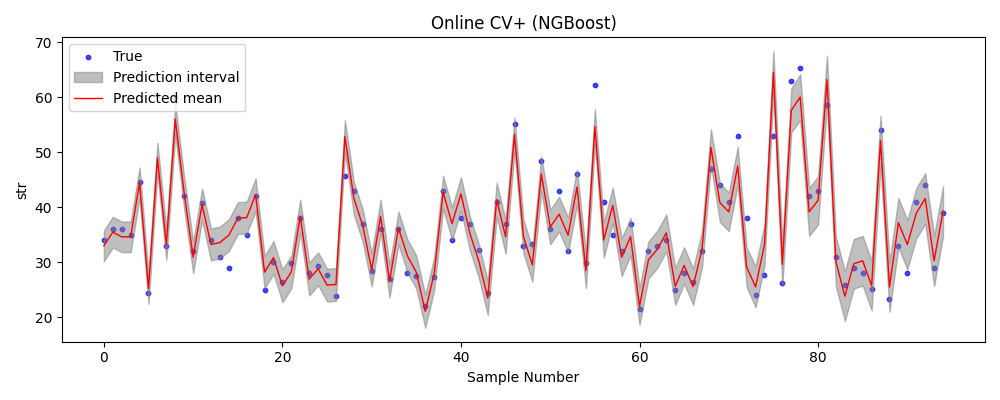 Online CV+ (NGBoost)
70
60
50
40
30
20
str
True
Prediction interval
Predicted mean
0
20
40
60
80
Sample Number